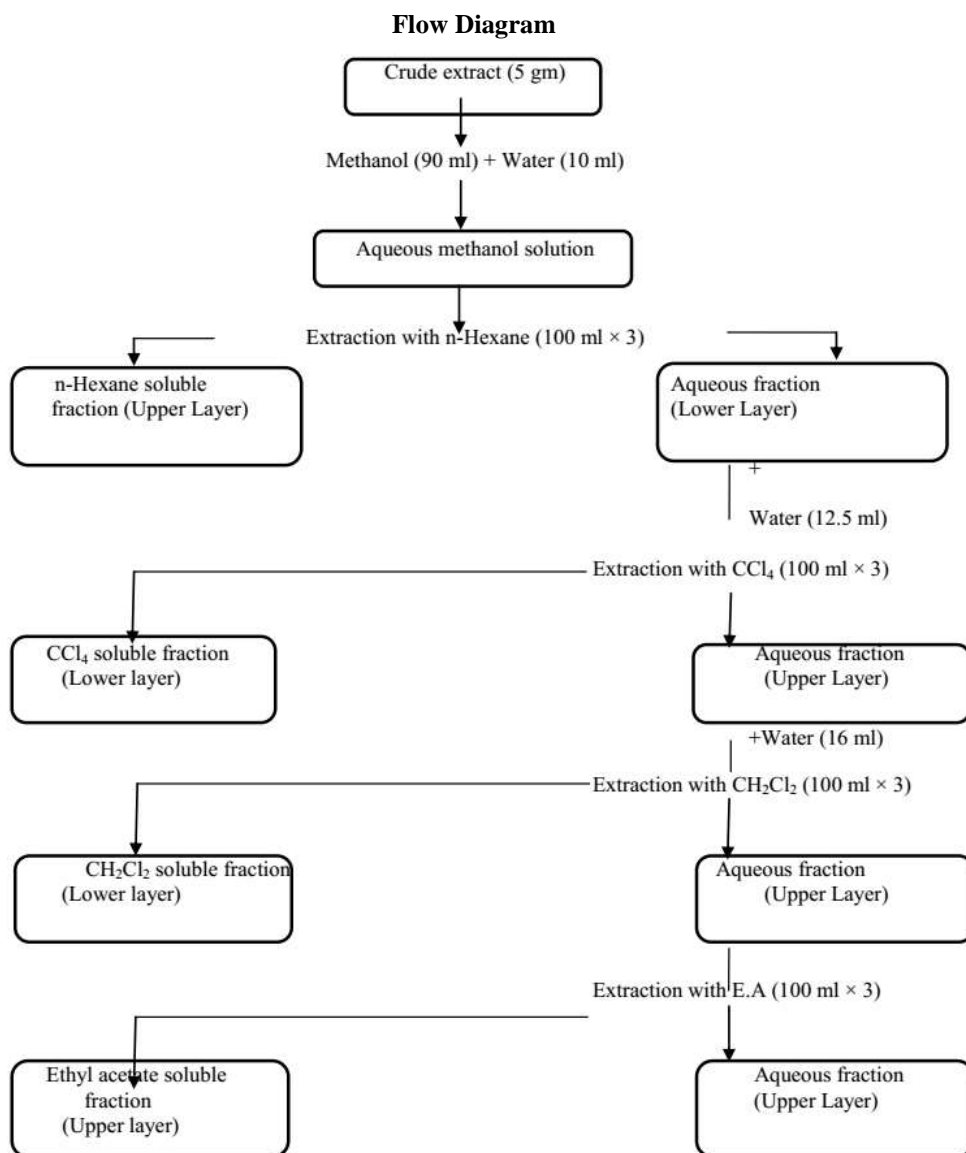 Flow Diagram
Crude extract (5 gm)
Methanol (90 ml) + Water (10 ml)
Aqueous methanol solution
Extraction with n-Hexane (100 ml × 3)
n-Hexane soluble
fraction (Upper Layer)
Aqueous fraction
(Lower Layer)
+
Water (12.5 ml)
Extraction with CCl₄ (100 ml × 3)
CCl₄ soluble fraction
(Lower layer)
Aqueous fraction
(Upper Layer)
+Water (16 ml)
Extraction with CH₂Cl₂ (100 ml × 3)
CH₂Cl₂ soluble fraction
(Lower layer)
Aqueous fraction
(Upper Layer)
Extraction with E.A (100 ml × 3)
Ethyl acetate soluble
fraction
(Upper layer)
Aqueous fraction
(Upper Layer)